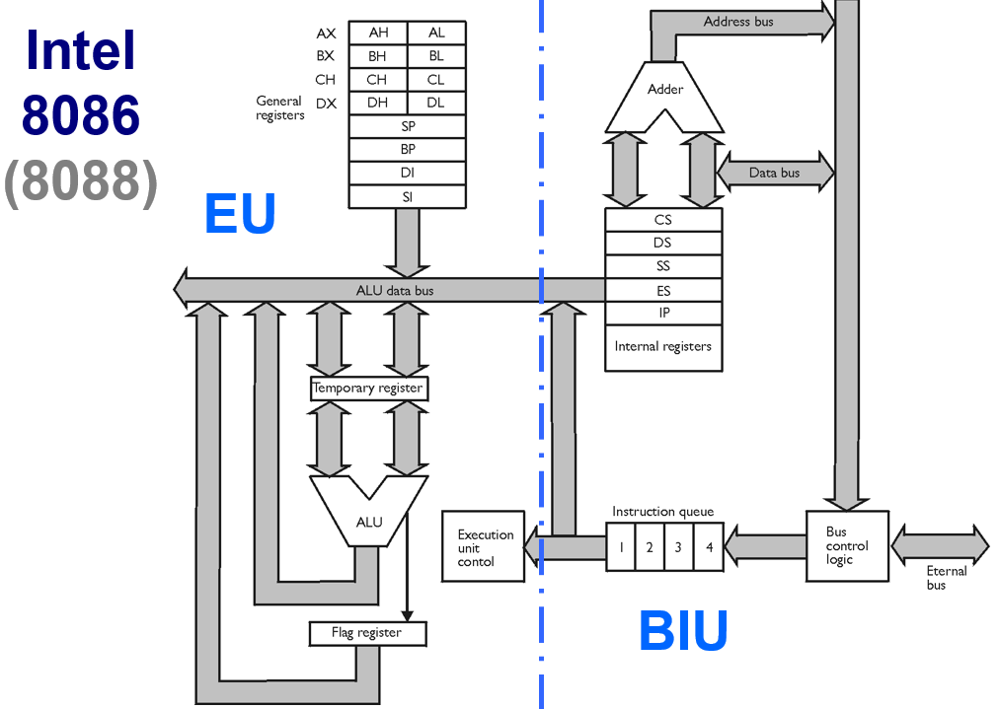 Intel
8086
(8088)
EU
General
registers
AX AH AL
BX BH BL
CH CH CL
DX DH DL
SP
BP
DI
SI
Address bus
Adder
Data bus
CS
DS
SS
ES
IP
Internal registers
ALU data bus
Temporary register
ALU
Flag register
Execution
unit
contol
Instruction queue
1 2 3 4
Bus
control
logic
Eternal
bus
BIU